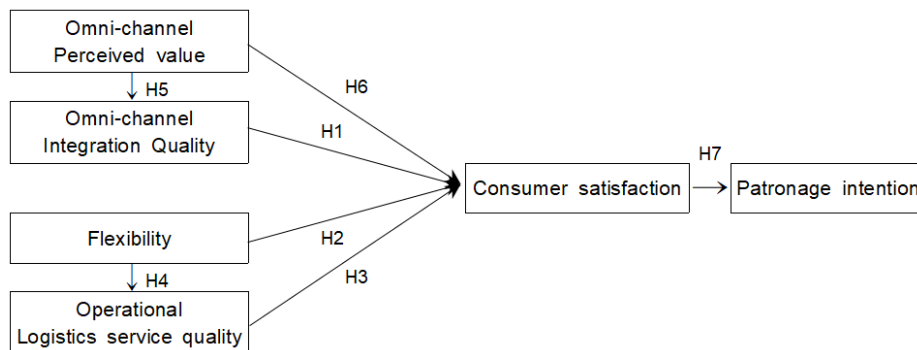 Omni-channel
Perceived value
H5
H6
Omni-channel
Integration Quality
H1
Consumer satisfaction
H7
Patronage intention
Flexibility
H2
H4
H3
Operational
Logistics service quality